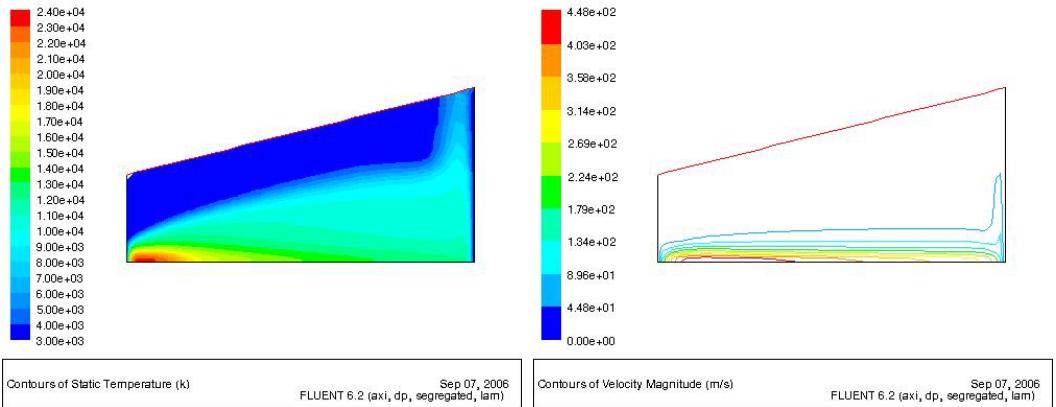 2.40e+04
2.30e+04
2.20e+04
2.10e+04
2.00e+04
1.90e+04
1.80e+04
1.70e+04
1.60e+04
1.50e+04
1.40e+04
1.30e+04
1.20e+04
1.10e+04
1.00e+04
9.00e+03
8.00e+03
7.00e+03
6.00e+03
5.00e+03
4.00e+03
3.00e+03
Contours of Static Temperature (k)
Sep 07, 2006
FLUENT 6.2 (axi, dp, segregated, lam)
4.48e+02
4.03e+02
3.58e+02
3.14e+02
2.69e+02
2.24e+02
1.79e+02
1.34e+02
8.96e+01
4.48e+01
0.00e+00
Contours of Velocity Magnitude (m/s)
Sep 07, 2006
FLUENT 6.2 (axi, dp, segregated, lam)